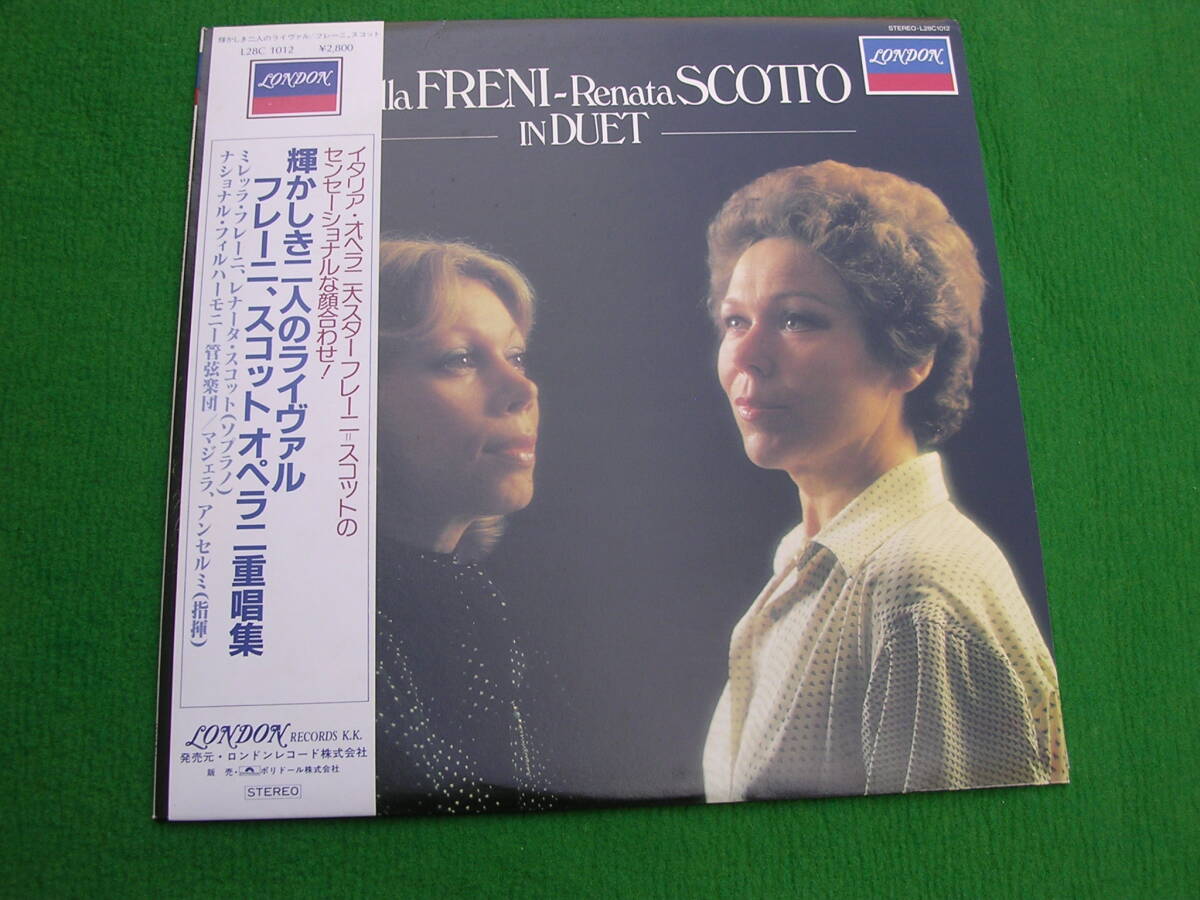 輝かしき二人のライヴァル/フレーニ、スコット
L28C 1012 ¥2,800
LONDON
イタリア・オペラ二大スター フレーニ=スコットの
センセーショナルな顔合わせ!
輝かしき二人のライヴァル
フレーニ、スコット オペラ二重唱集
ミレッラ・フレーニ、レナータ・スコット(ソプラノ)
ナショナル・フィルハーモニー管弦楽団/マジェラ、アンセルミ(指揮)
LONDON RECORDS K.K.
発売元・ロンドンレコード株式会社
販 売・ポリドール株式会社
STEREO
STEREO-L28C1012
LONDON
lla FRENI-Renata SCOTTO
IN DUET